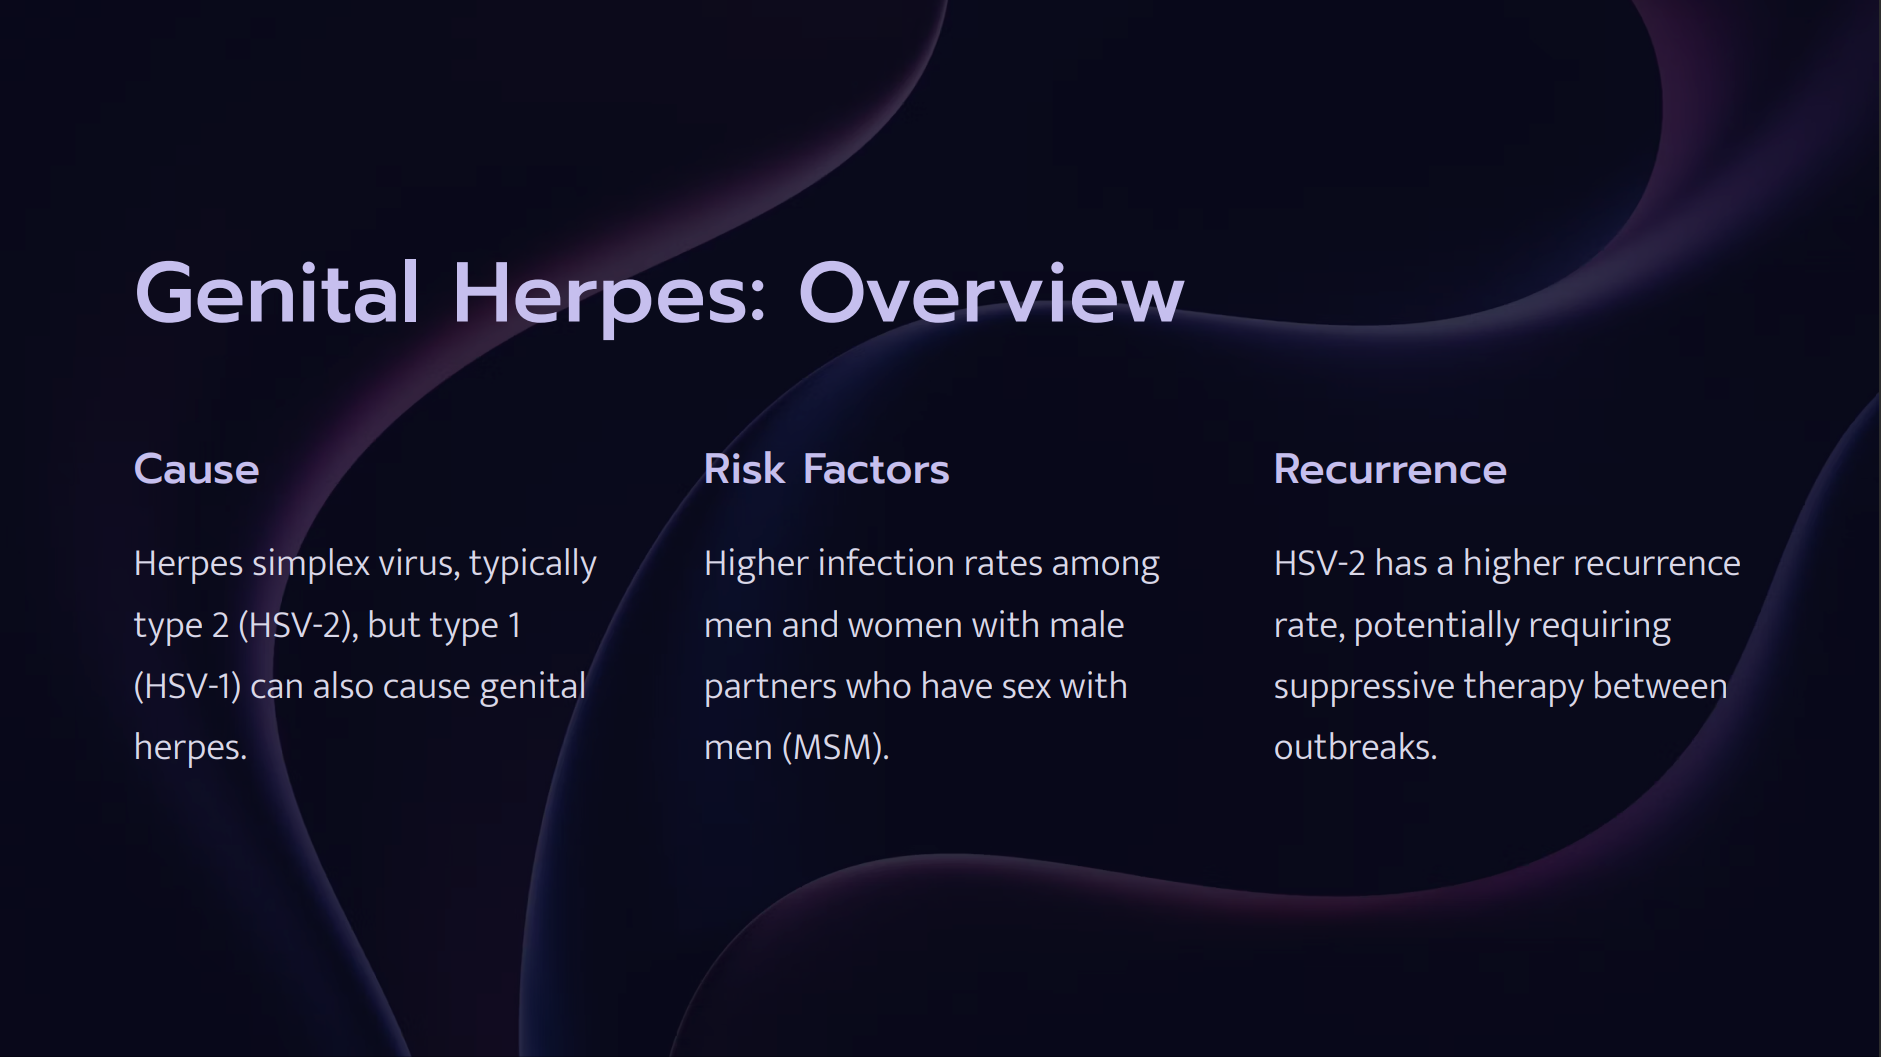 Genital Herpes: Overview
Cause
Herpes simplex virus, typically
type 2 (HSV-2), but type 1
(HSV-1) can also cause genital
herpes.
Risk Factors
Higher infection rates among
men and women with male
partners who have sex with
men (MSM).
Recurrence
HSV-2 has a higher recurrence
rate, potentially requiring
suppressive therapy between
outbreaks.